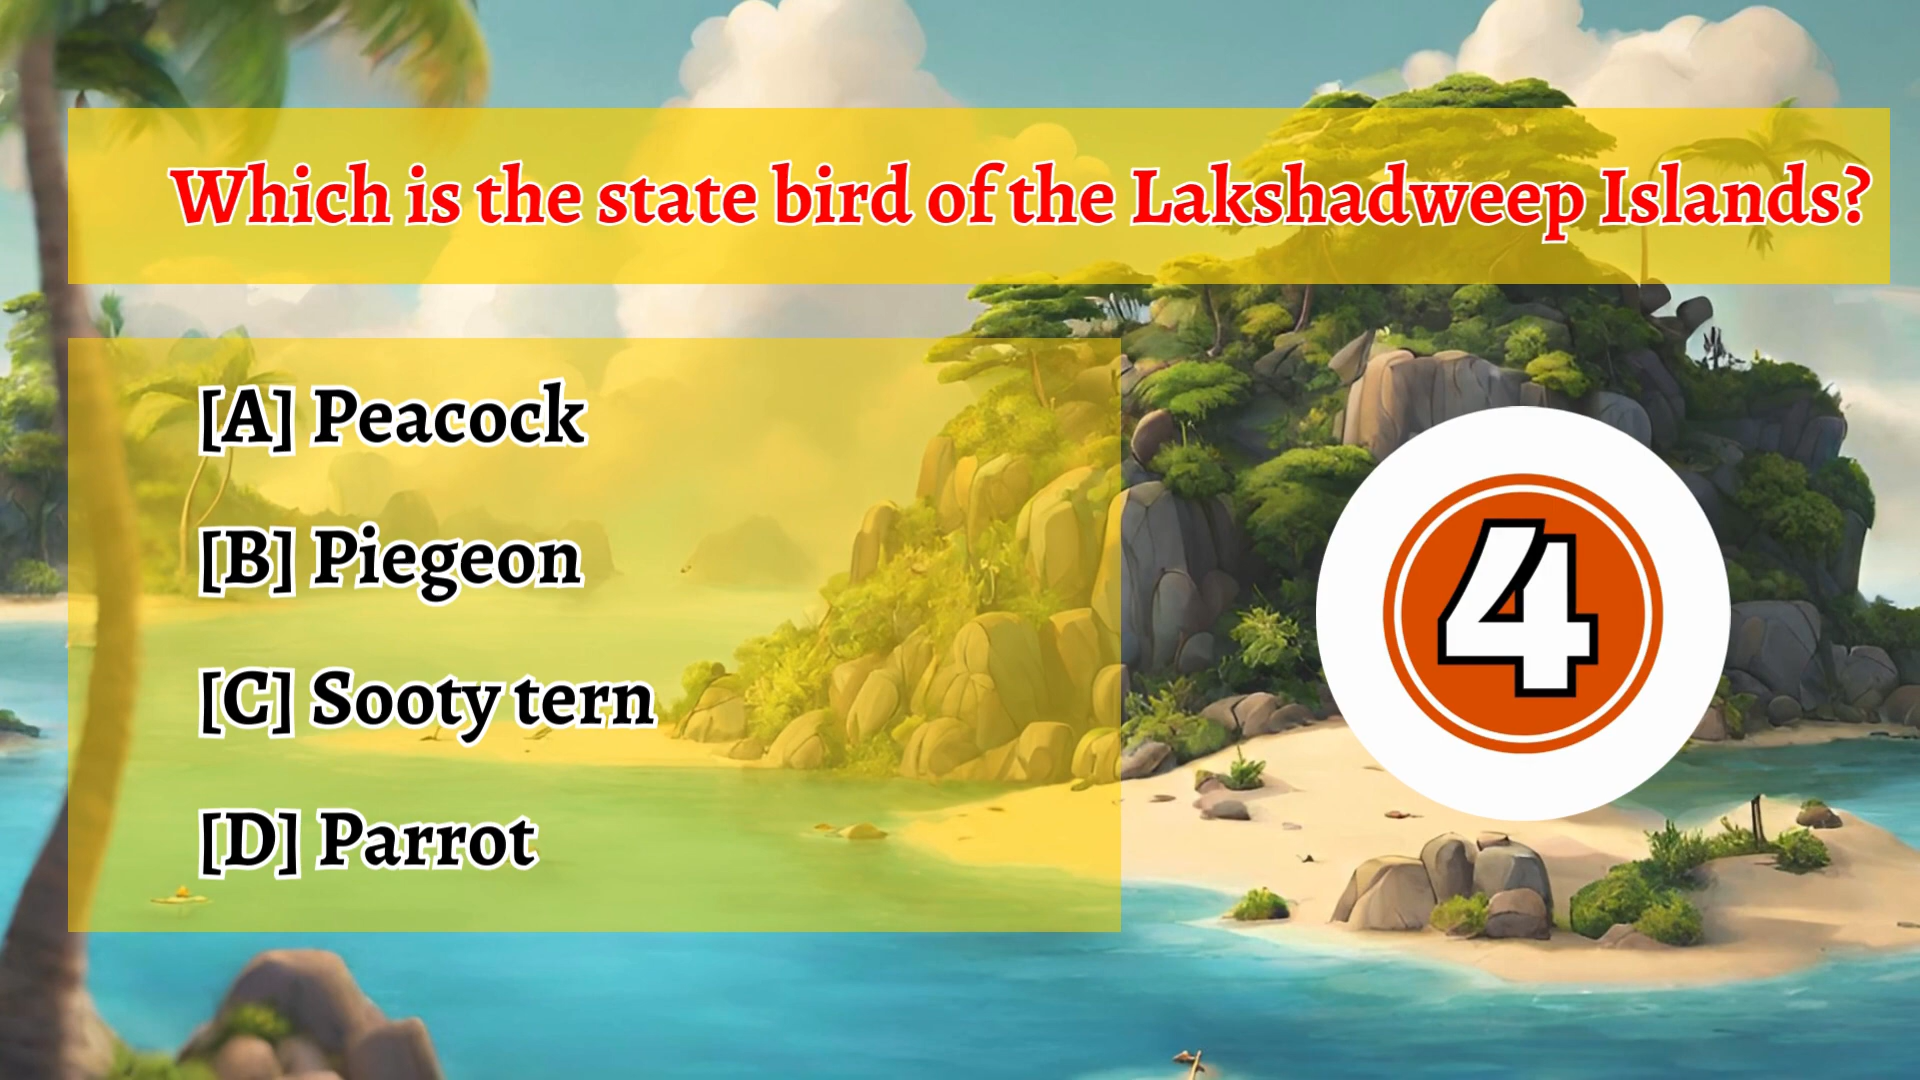 Which is the state bird of the Lakshadweep Islands?
[A] Peacock
[B] Piegeon
[C] Sooty tern
[D] Parrot
4